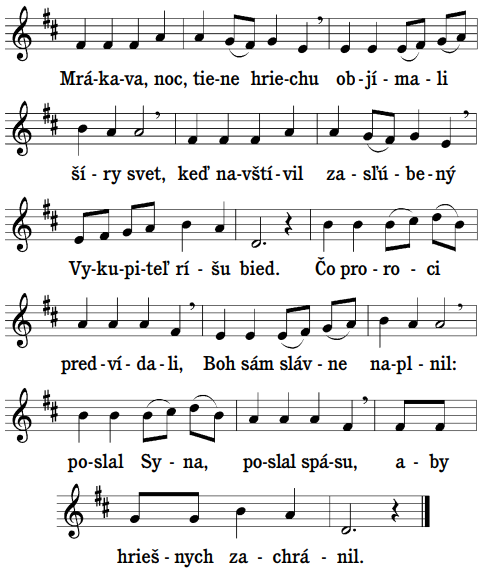 Mrá-ka-va, noc, tie-ne hrie-chu ob-jí-ma-li
ší-ry svet, keď na-vští-vil za-sľú-be-ný
Vy-ku-pi-teľ rí-šu bied. Čo pro-ro-ci
pred-ví-da-li, Boh sám sláv-ne na-pl-nil:
po-slal Sy-na, po-slal spá-su, a-by
hrieš-nych za-chrá-nil.